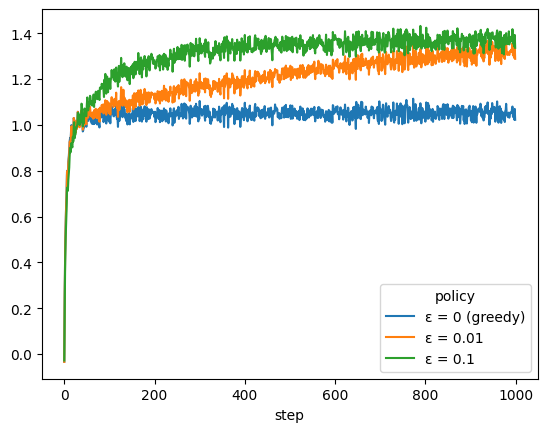 1.4
1.2
1.0
0.8
0.6
0.4
0.2
0.0
policy
ε = 0 (greedy)
ε = 0.01
ε = 0.1
0 200 400 600 800 1000
step